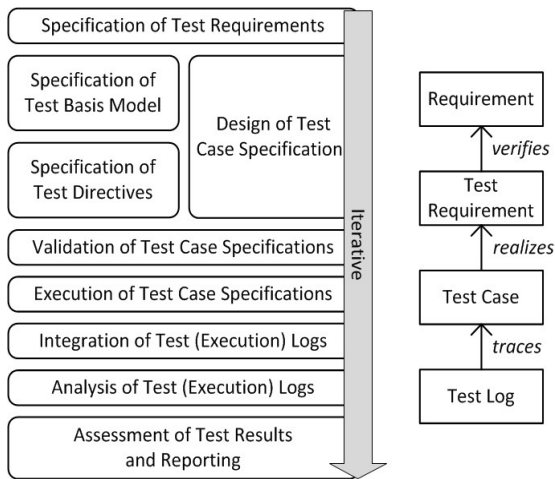 Specification of Test Requirements
Specification of
Test Basis Model
Specification of
Test Directives
Design of Test
Case Specification
Validation of Test Case Specifications
Execution of Test Case Specifications
Integration of Test (Execution) Logs
Analysis of Test (Execution) Logs
Assessment of Test Results
and Reporting
Iterative
Requirement
verifies
Test
Requirement
realizes
Test Case
traces
Test Log